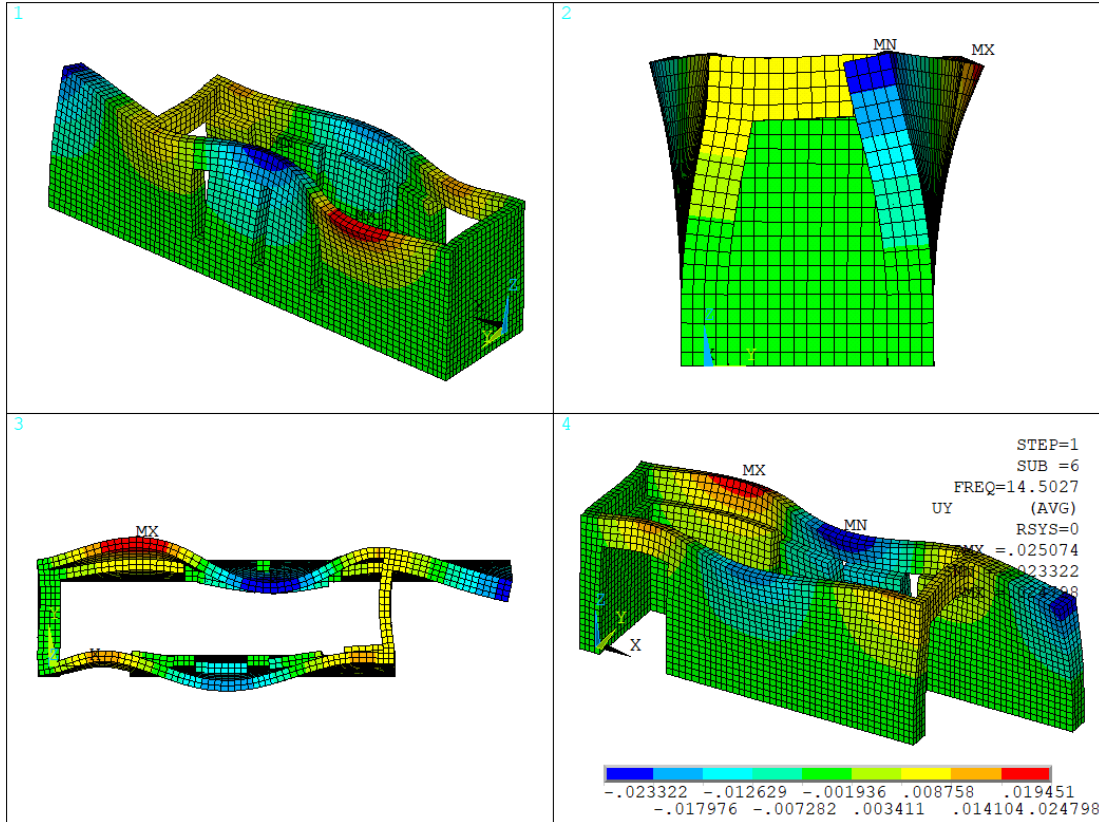 1
2
MN
MX
Z
X
Y
X
Y
3
MX
4
STEP=1
SUB =6
FREQ=14.5027
UY (AVG)
RSYS=0
=.025074
MX
MN
Z
Y
X
-.023322 -.012629 -.001936 .008758 .019451
-.017976 -.007282 .003411 .014104 .024798